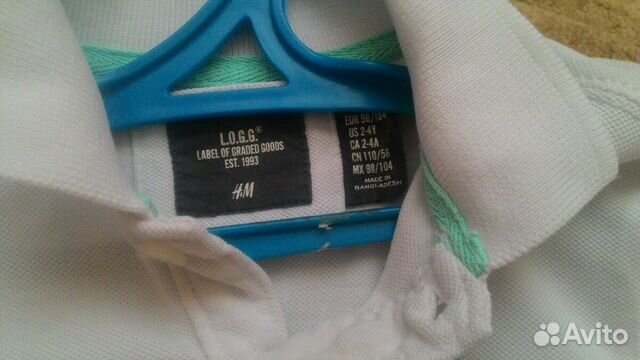 L.O.G.G.®
LABEL OF GRADED GOODS
EST. 1993
H&M
EUR 98/104
US 2-4Y
CA 2-4A
CN 110/56
MX 98/104
MADE IN
BANGLADESH
Avito